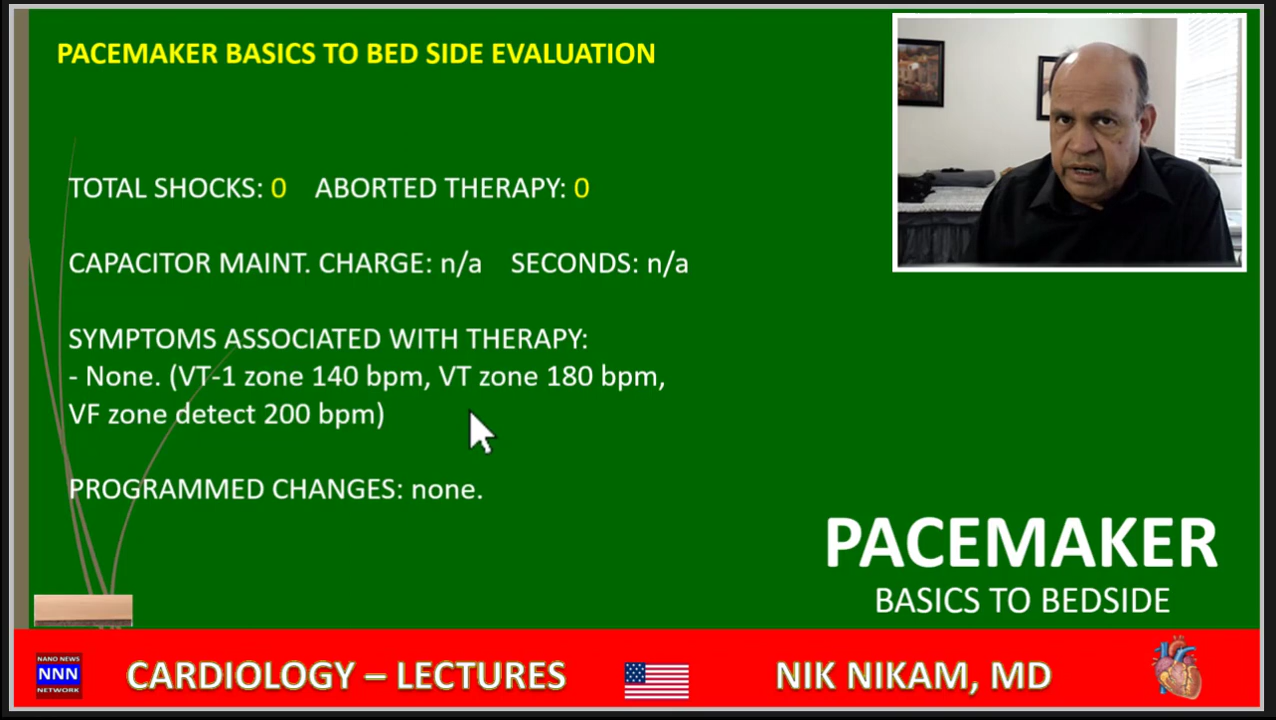 PACEMAKER BASICS TO BED SIDE EVALUATION
TOTAL SHOCKS: 0 ABORTED THERAPY: 0
CAPACITOR MAINT. CHARGE: n/a SECONDS: n/a
SYMPTOMS ASSOCIATED WITH THERAPY:
- None. (VT-1 zone 140 bpm, VT zone 180 bpm,
VF zone detect 200 bpm)
PROGRAMMED CHANGES: none.
PACEMAKER
BASICS TO BEDSIDE
NANO NEWS
NNN
NETWORK
CARDIOLOGY – LECTURES
NIK NIKAM, MD